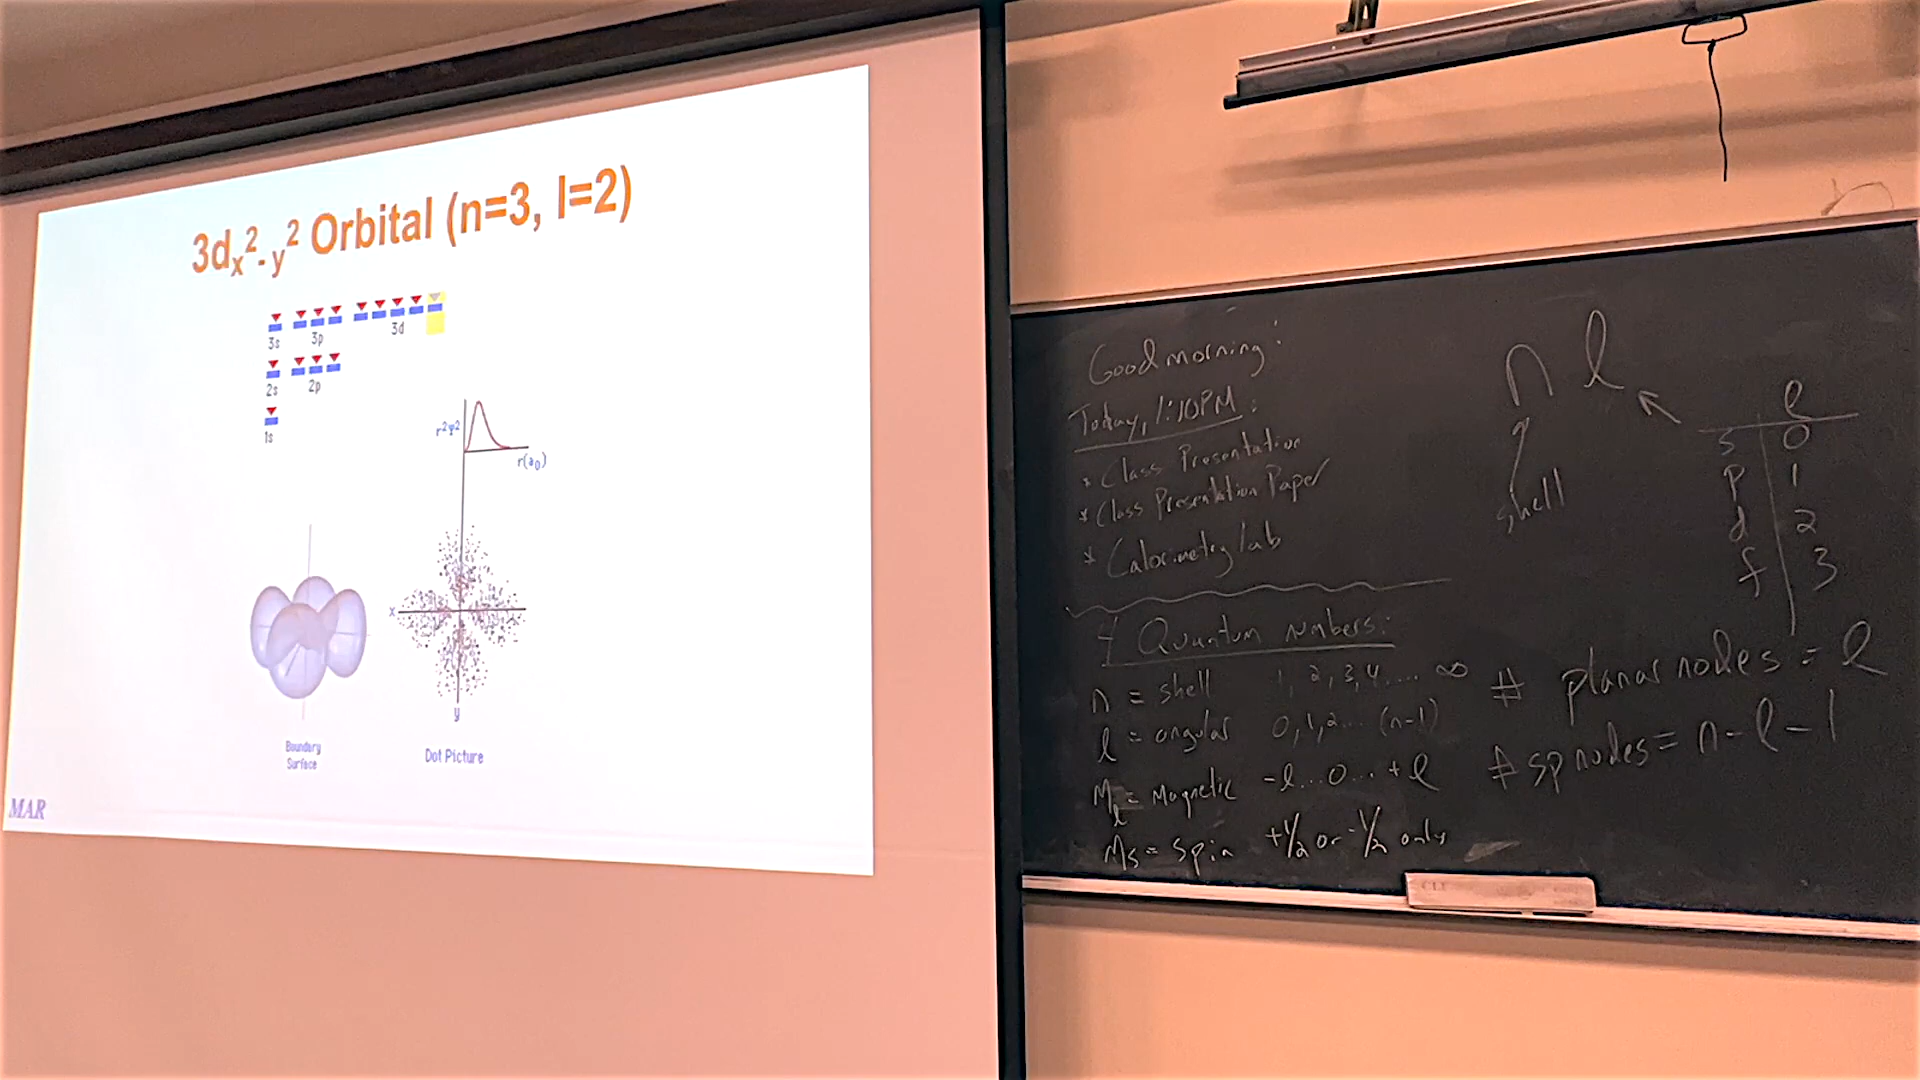 3dx²-y² Orbital (n=3, l=2)
3s 3p 3d
2s 2p
1s
r²Ψ²
r(a₀)
x
y
Boundary
Surface
Dot Picture
MAR
Good morning!
Today, 1:10PM:
* Class Presentation
* Class Presentation Paper
* Calorimetry lab
4 Quantum numbers:
n = shell 1, 2, 3, 4, ... ∞
l = angular 0, 1, 2 ... (n-1)
Ml = Magnetic -l ... 0 ... +l
Ms = spin +1/2 or -1/2 only
n l
shell
l
s 0
p 1
d 2
f 3
# planar nodes = l
# sp nodes = n - l - 1